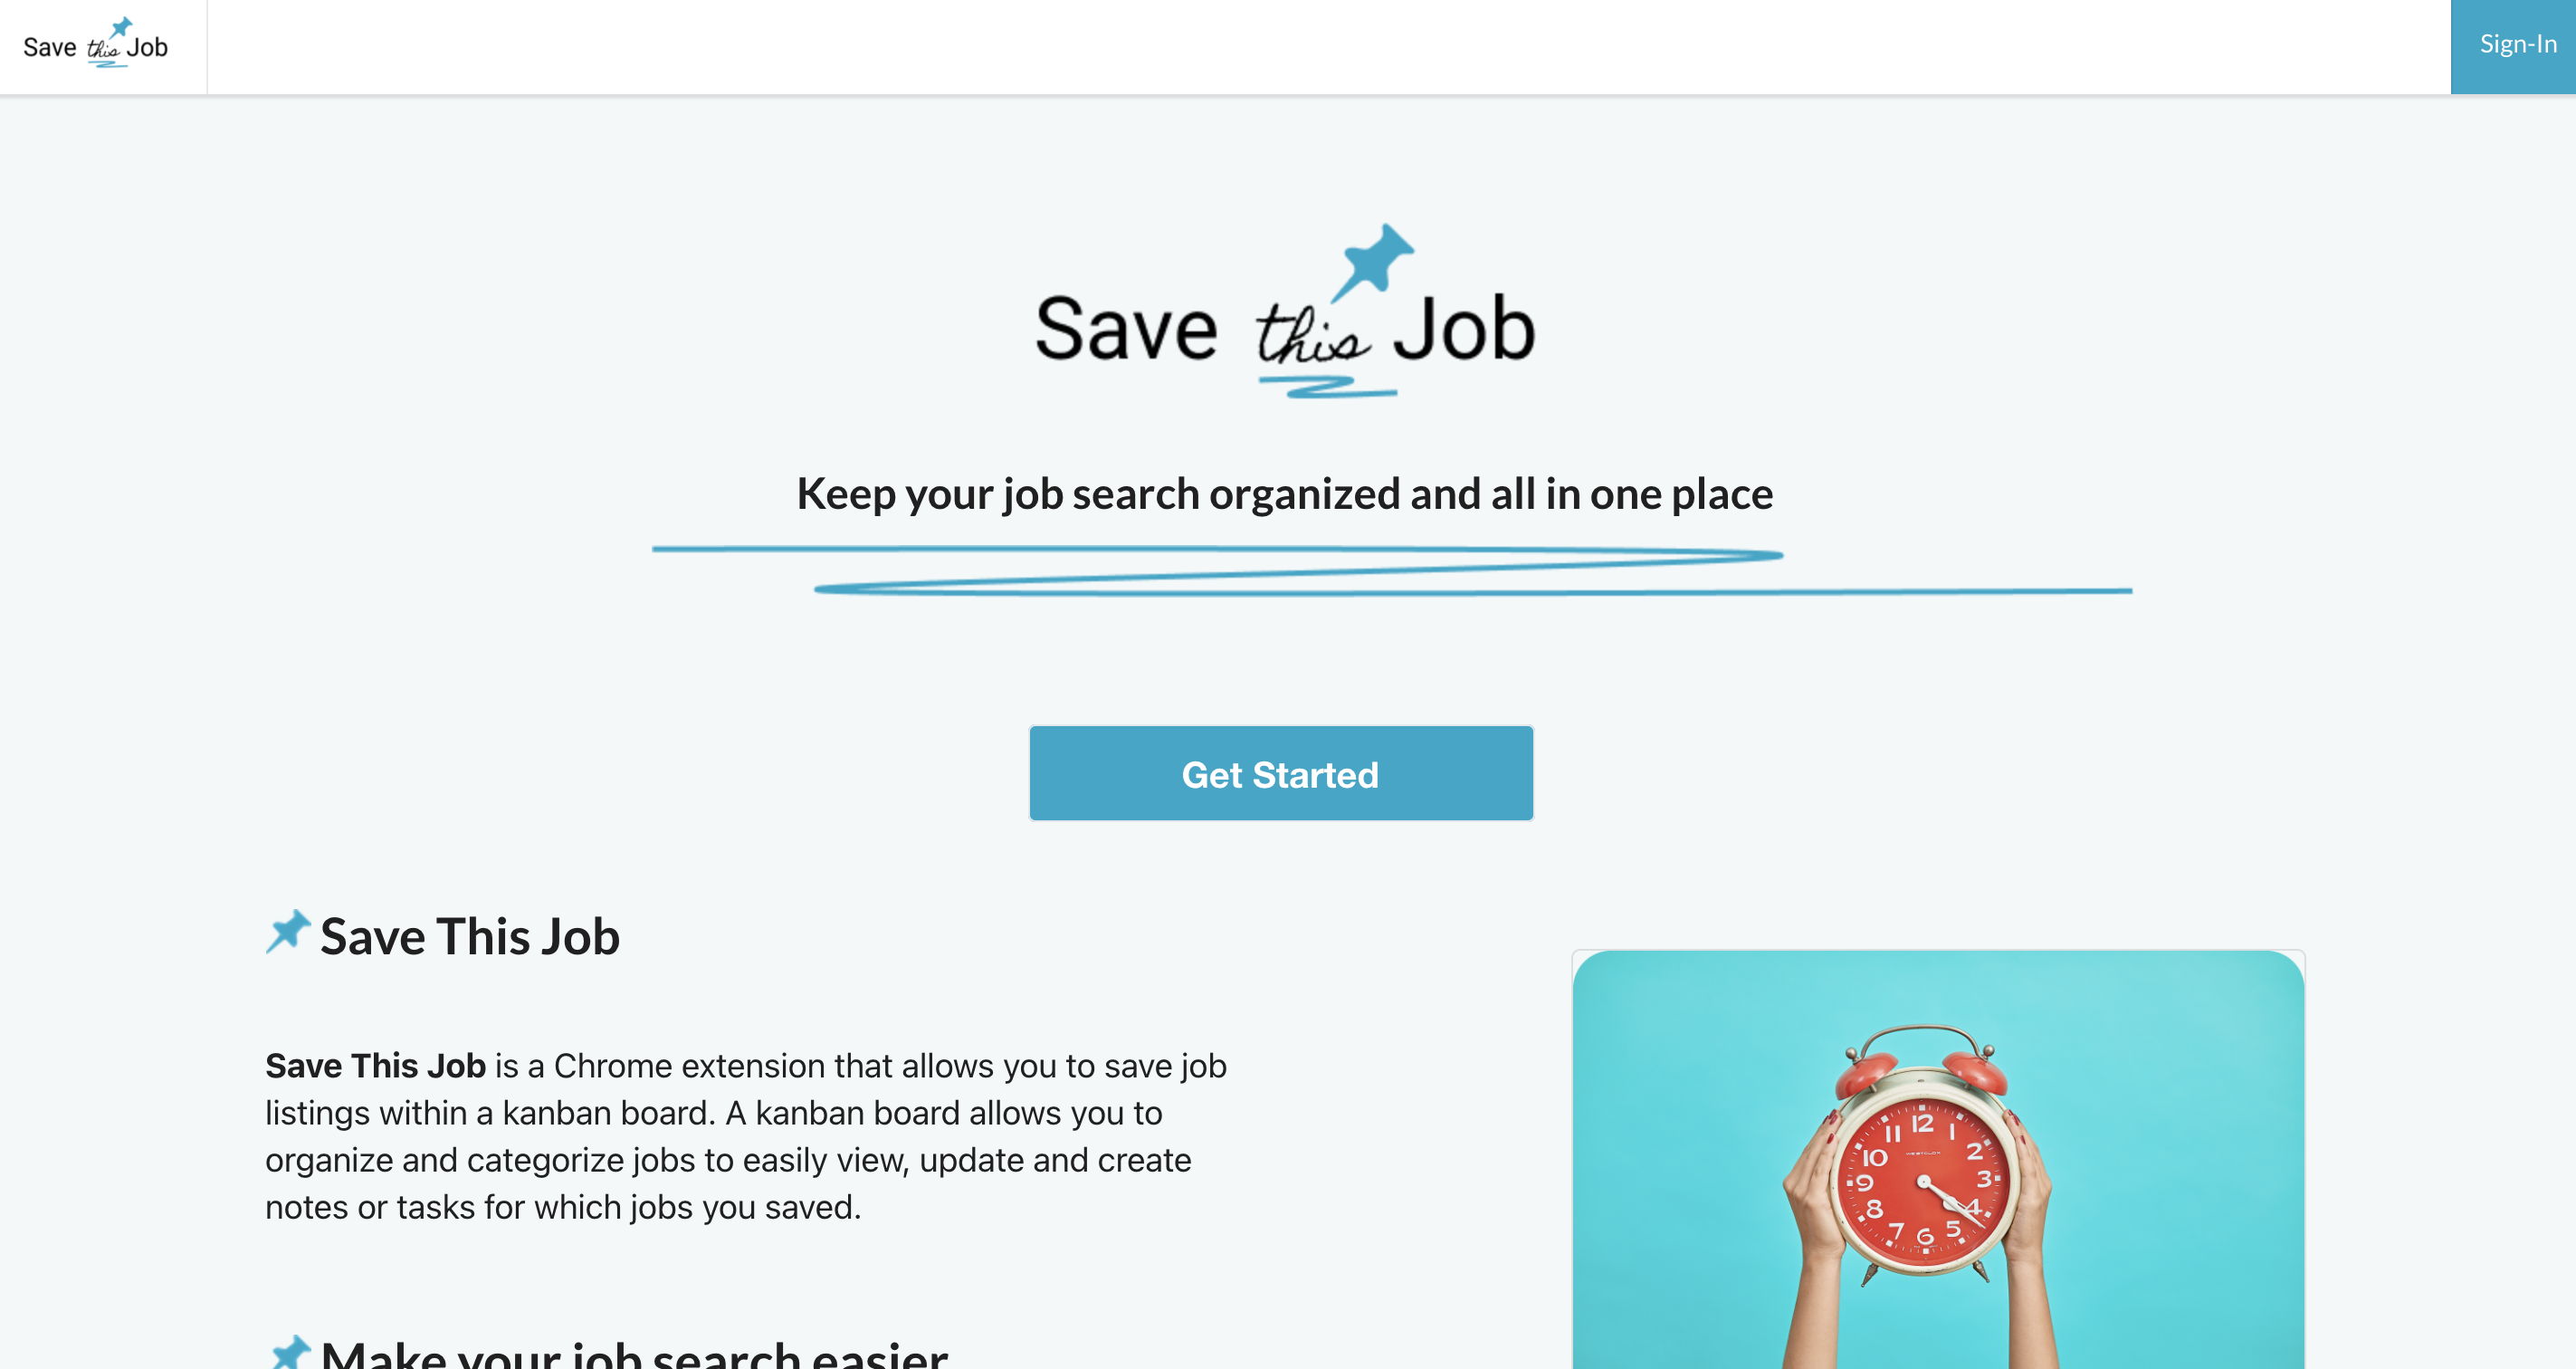 Save this Job
Sign-In
Save this Job
Keep your job search organized and all in one place
Get Started
Save This Job
Save This Job is a Chrome extension that allows you to save job
listings within a kanban board. A kanban board allows you to
organize and categorize jobs to easily view, update and create
notes or tasks for which jobs you saved.
12
11 1
10 2
9 3
8 4
7 5
6
Make your job search easier